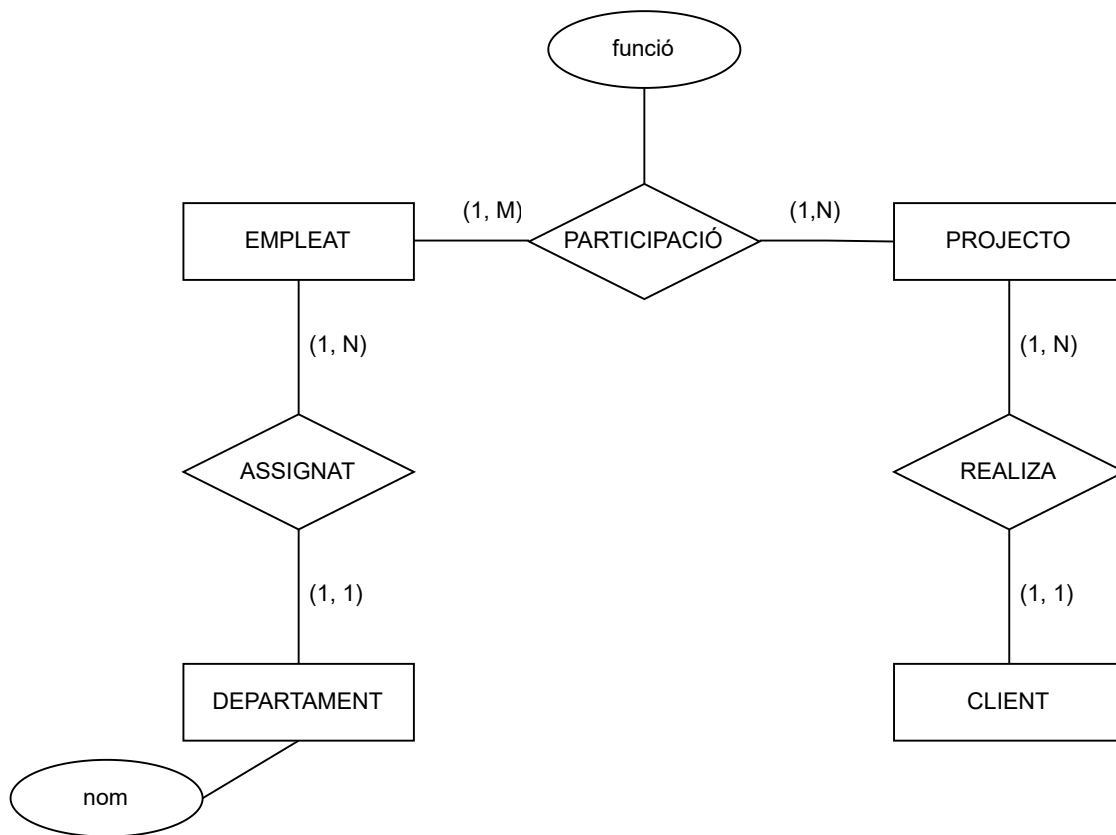 funció
(1, M)
(1,N)
EMPLEAT
PARTICIPACIÓ
PROJECTO
(1, N)
(1, N)
ASSIGNAT
REALIZA
(1, 1)
(1, 1)
DEPARTAMENT
CLIENT
nom